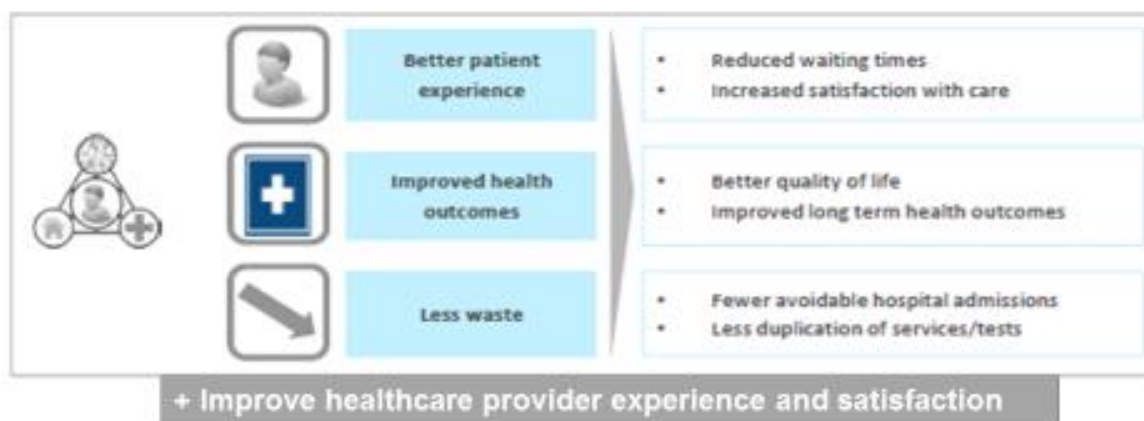 Better patient
experience
• Reduced waiting times
• Increased satisfaction with care
Improved health
outcomes
• Better quality of life
• Improved long term health outcomes
Less waste
• Fewer avoidable hospital admissions
• Less duplication of services/tests
+ Improve healthcare provider experience and satisfaction